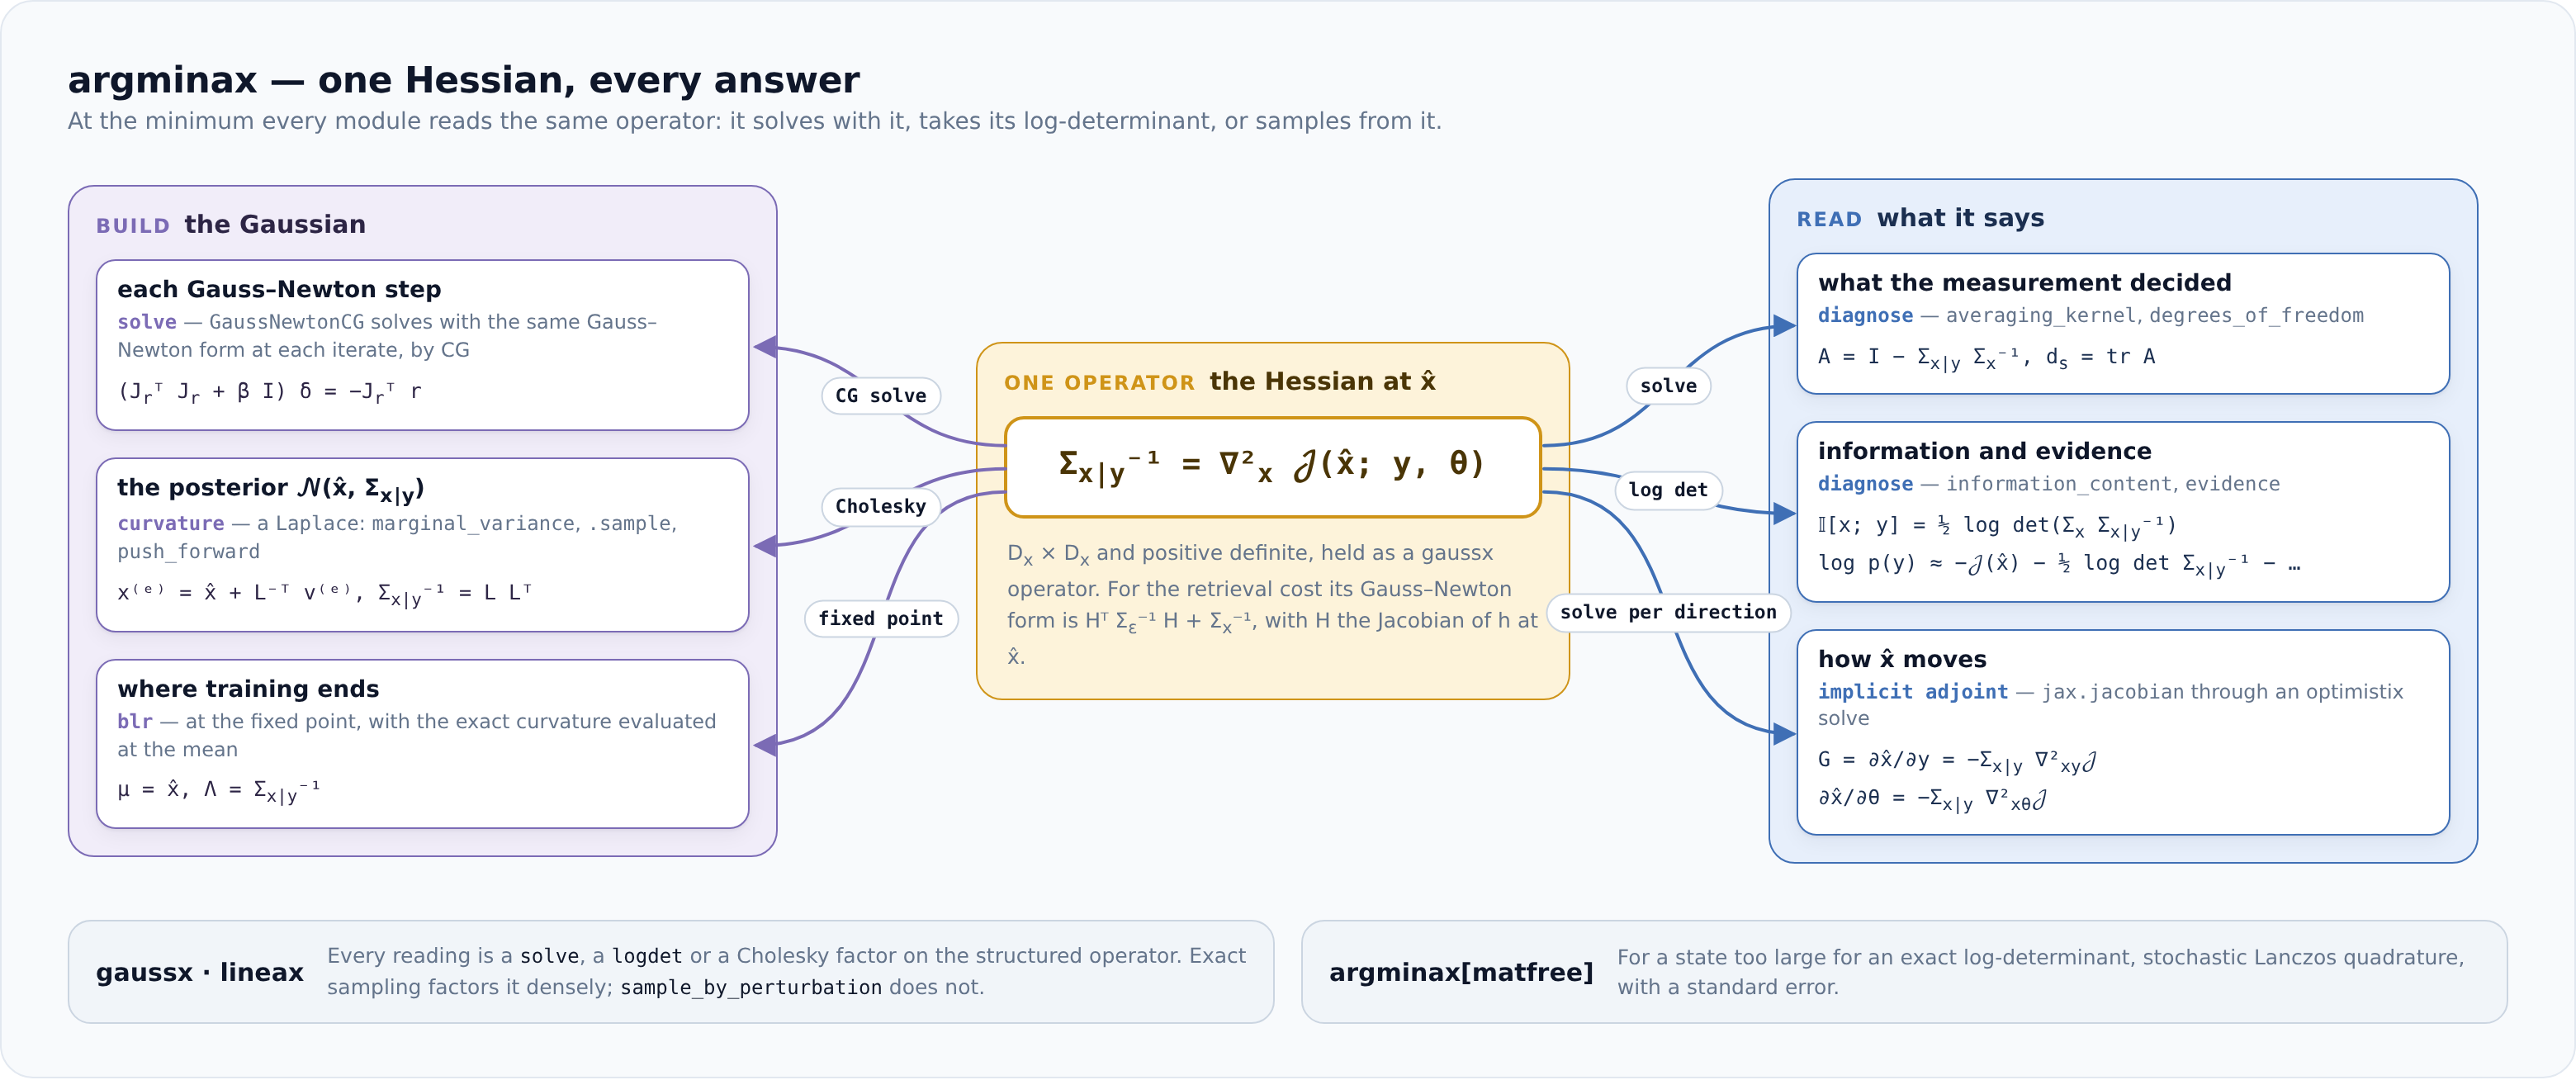 argminax — one Hessian, every answer
At the minimum every module reads the same operator: it solves with it, takes its log-determinant, or samples from it.
BUILD the Gaussian
each Gauss–Newton step
solve — GaussNewtonCG solves with the same Gauss–
Newton form at each iterate, by CG
(Jᵣᵀ Jᵣ + β I) δ = −Jᵣᵀ r
the posterior 𝒩(x̂, Σx|y)
curvature — a Laplace: marginal_variance, .sample,
push_forward
x⁽ᵉ⁾ = x̂ + L⁻ᵀ v⁽ᵉ⁾, Σx|y⁻¹ = L Lᵀ
where training ends
blr — at the fixed point, with the exact curvature evaluated
at the mean
μ = x̂, Λ = Σx|y⁻¹
CG solve
Cholesky
fixed point
ONE OPERATOR the Hessian at x̂
Σx|y⁻¹ = ∇²x 𝒥(x̂; y, θ)
Dx × Dx and positive definite, held as a gaussx
operator. For the retrieval cost its Gauss–Newton
form is Hᵀ Σε⁻¹ H + Σx⁻¹, with H the Jacobian of h at
x̂.
solve
log det
solve per direction
READ what it says
what the measurement decided
diagnose — averaging_kernel, degrees_of_freedom
A = I − Σx|y Σx⁻¹, ds = tr A
information and evidence
diagnose — information_content, evidence
𝕀[x; y] = ½ log det(Σx Σx|y⁻¹)
log p(y) ≈ −𝒥(x̂) − ½ log det Σx|y⁻¹ − …
how x̂ moves
implicit adjoint — jax.jacobian through an optimistix
solve
G = ∂x̂/∂y = −Σx|y ∇²xy𝒥
∂x̂/∂θ = −Σx|y ∇²xθ𝒥
gaussx · lineax
Every reading is a solve, a logdet or a Cholesky factor on the structured operator. Exact
sampling factors it densely; sample_by_perturbation does not.
argminax[matfree]
For a state too large for an exact log-determinant, stochastic Lanczos quadrature,
with a standard error.